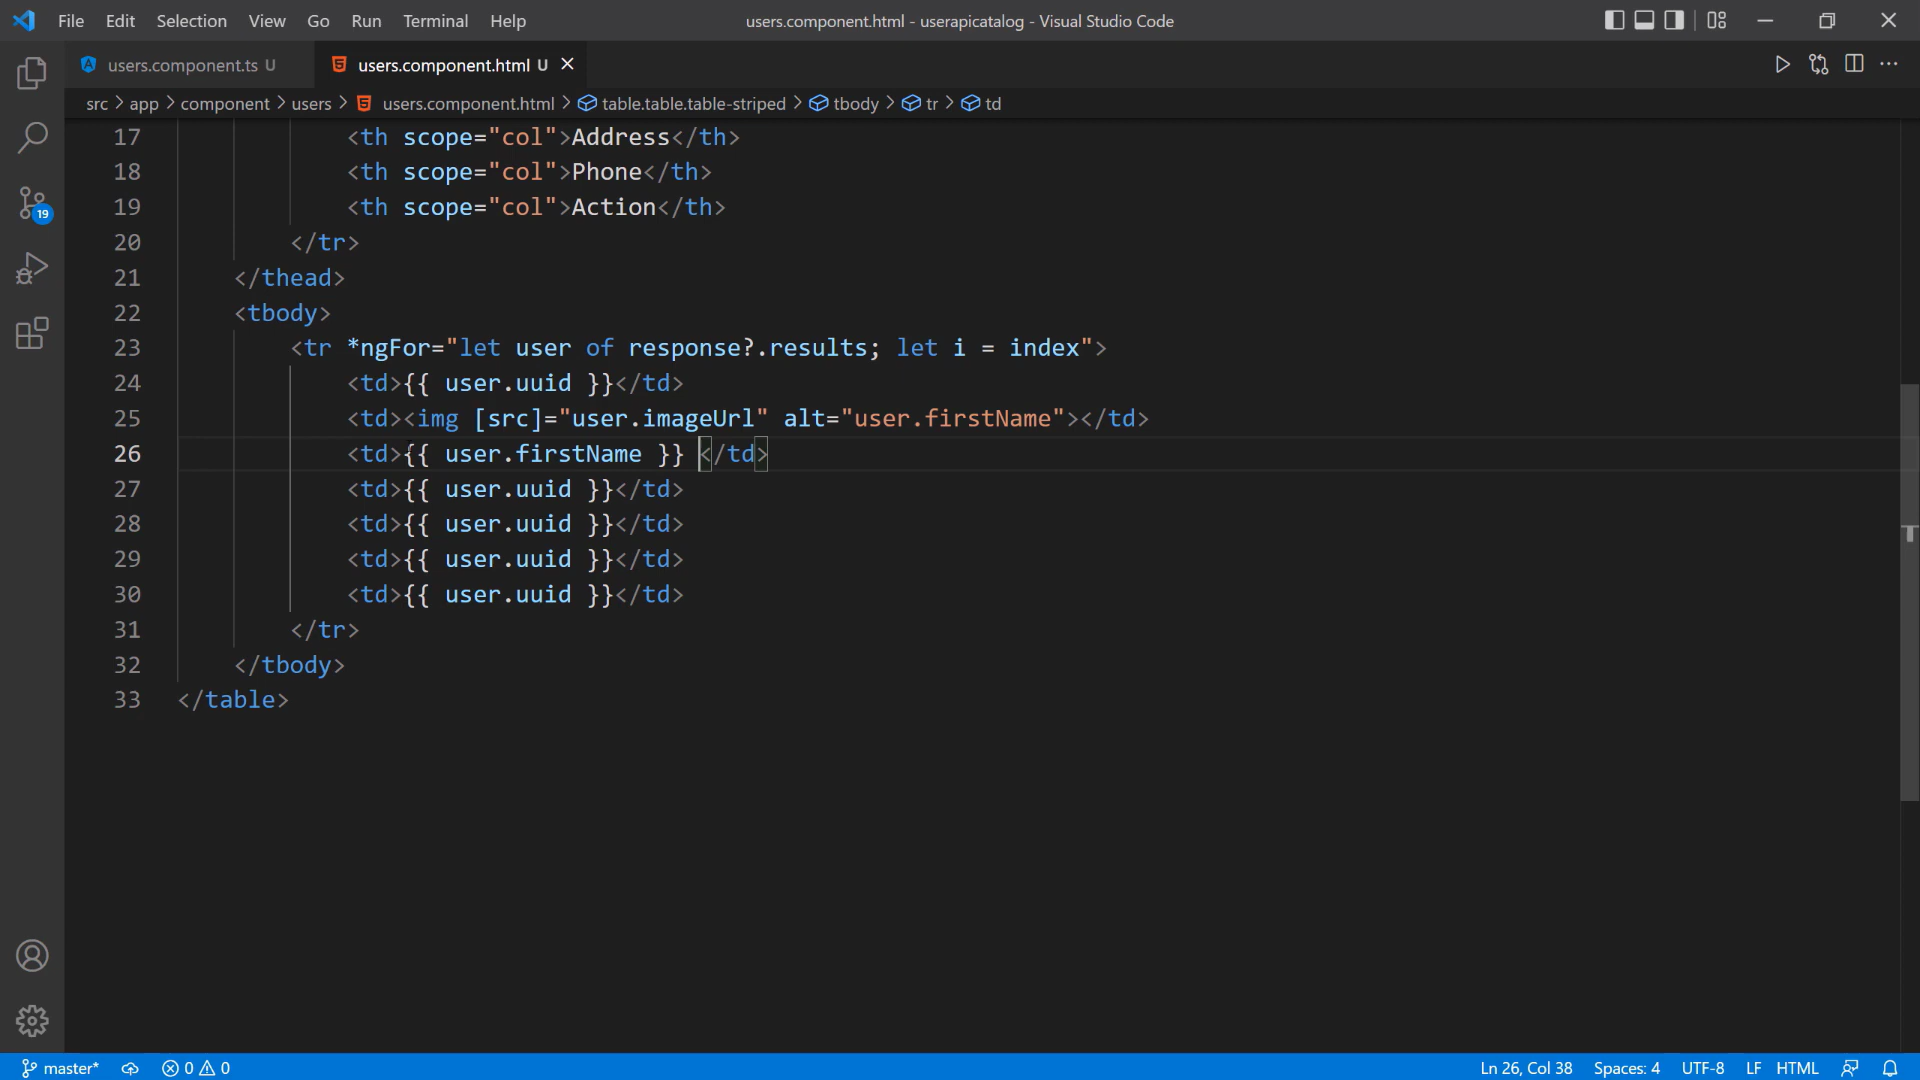 File Edit Selection View Go Run Terminal Help users.component.html - userapicatalog - Visual Studio Code
users.component.ts U users.component.html U
src > app > component > users > users.component.html > table.table.table-striped > tbody > tr > td
17 <th scope="col">Address</th>
18 <th scope="col">Phone</th>
19 <th scope="col">Action</th>
20 </tr>
21 </thead>
22 <tbody>
23 <tr *ngFor="let user of response?.results; let i = index">
24 <td>{{ user.uuid }}</td>
25 <td><img [src]="user.imageUrl" alt="user.firstName"></td>
26 <td>{{ user.firstName }} </td>
27 <td>{{ user.uuid }}</td>
28 <td>{{ user.uuid }}</td>
29 <td>{{ user.uuid }}</td>
30 <td>{{ user.uuid }}</td>
31 </tr>
32 </tbody>
33 </table>
19
master* 0 0 Ln 26, Col 38 Spaces: 4 UTF-8 LF HTML